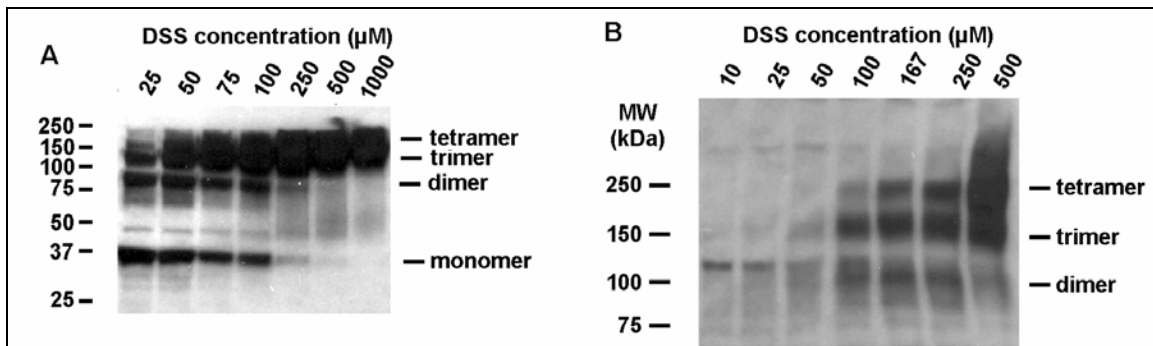 A
DSS concentration (µM)
25 50 75 100 250 500 1000
250
150
100
75
50
37
25
tetramer
trimer
dimer
monomer
B
DSS concentration (µM)
10 25 50 100 167 250 500
MW
(kDa)
250
150
100
75
tetramer
trimer
dimer